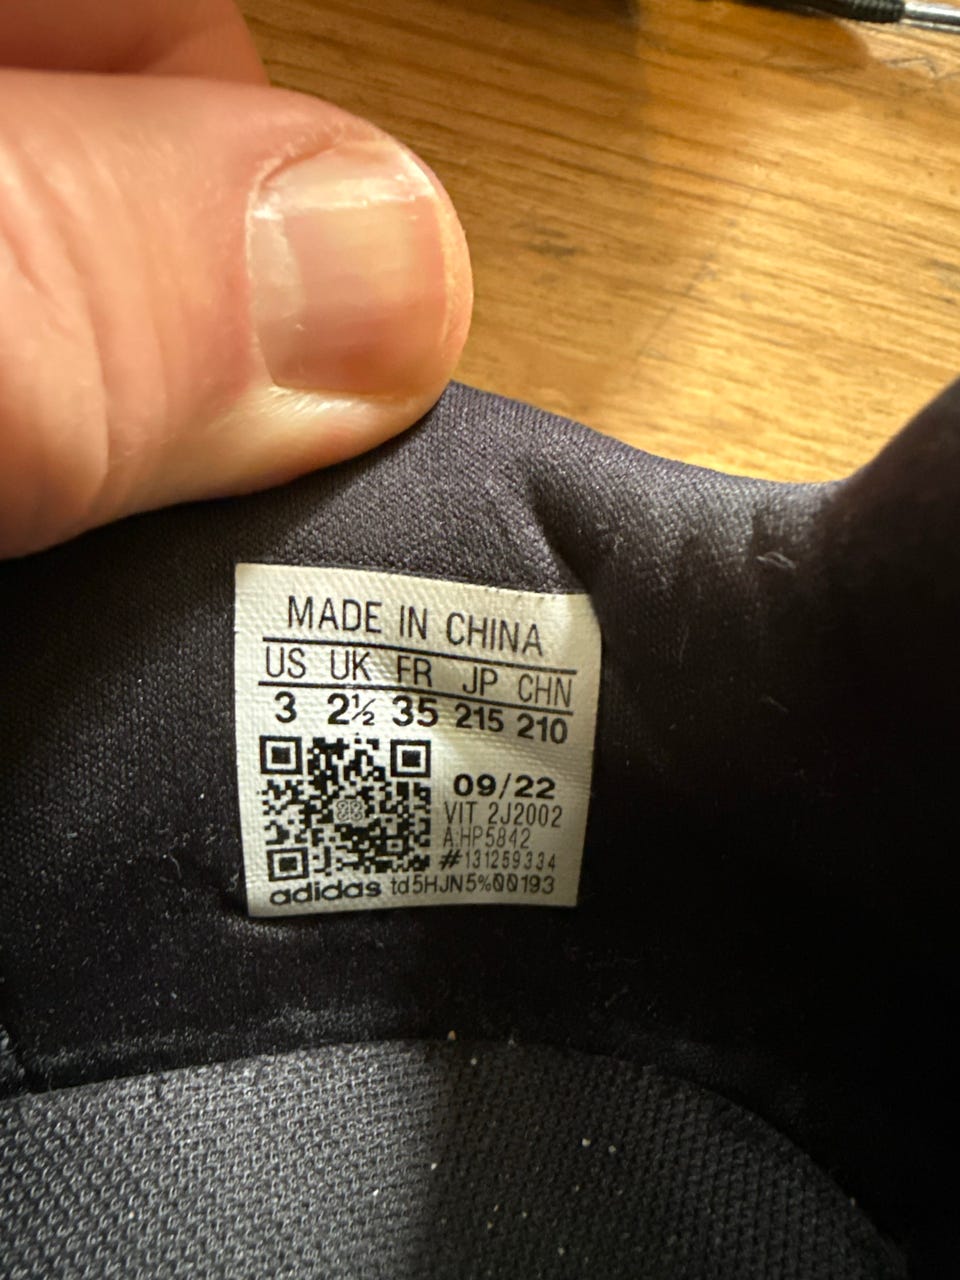 MADE IN CHINA
US UK FR JP CHN
3 2½ 35 215 210
09/22
VIT 2J2002
A:HP5842
#131259334
adidas td5HJN5%00193